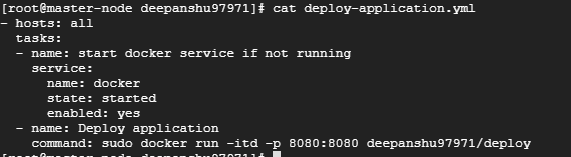 [root@master-node deepanshu97971]# cat deploy-application.yml
- hosts: all
  tasks:
  - name: start docker service if not running
    service:
      name: docker
      state: started
      enabled: yes
  - name: Deploy application
    command: sudo docker run -itd -p 8080:8080 deepanshu97971/deploy
[root@master-node deepanshu97971]#